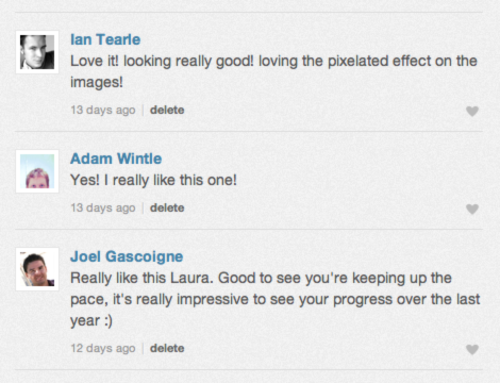 Ian Tearle
Love it! looking really good! loving the pixelated effect on the
images!
13 days ago | delete
Adam Wintle
Yes! I really like this one!
13 days ago | delete
Joel Gascoigne
Really like this Laura. Good to see you're keeping up the
pace, it's really impressive to see your progress over the last
year :)
12 days ago | delete